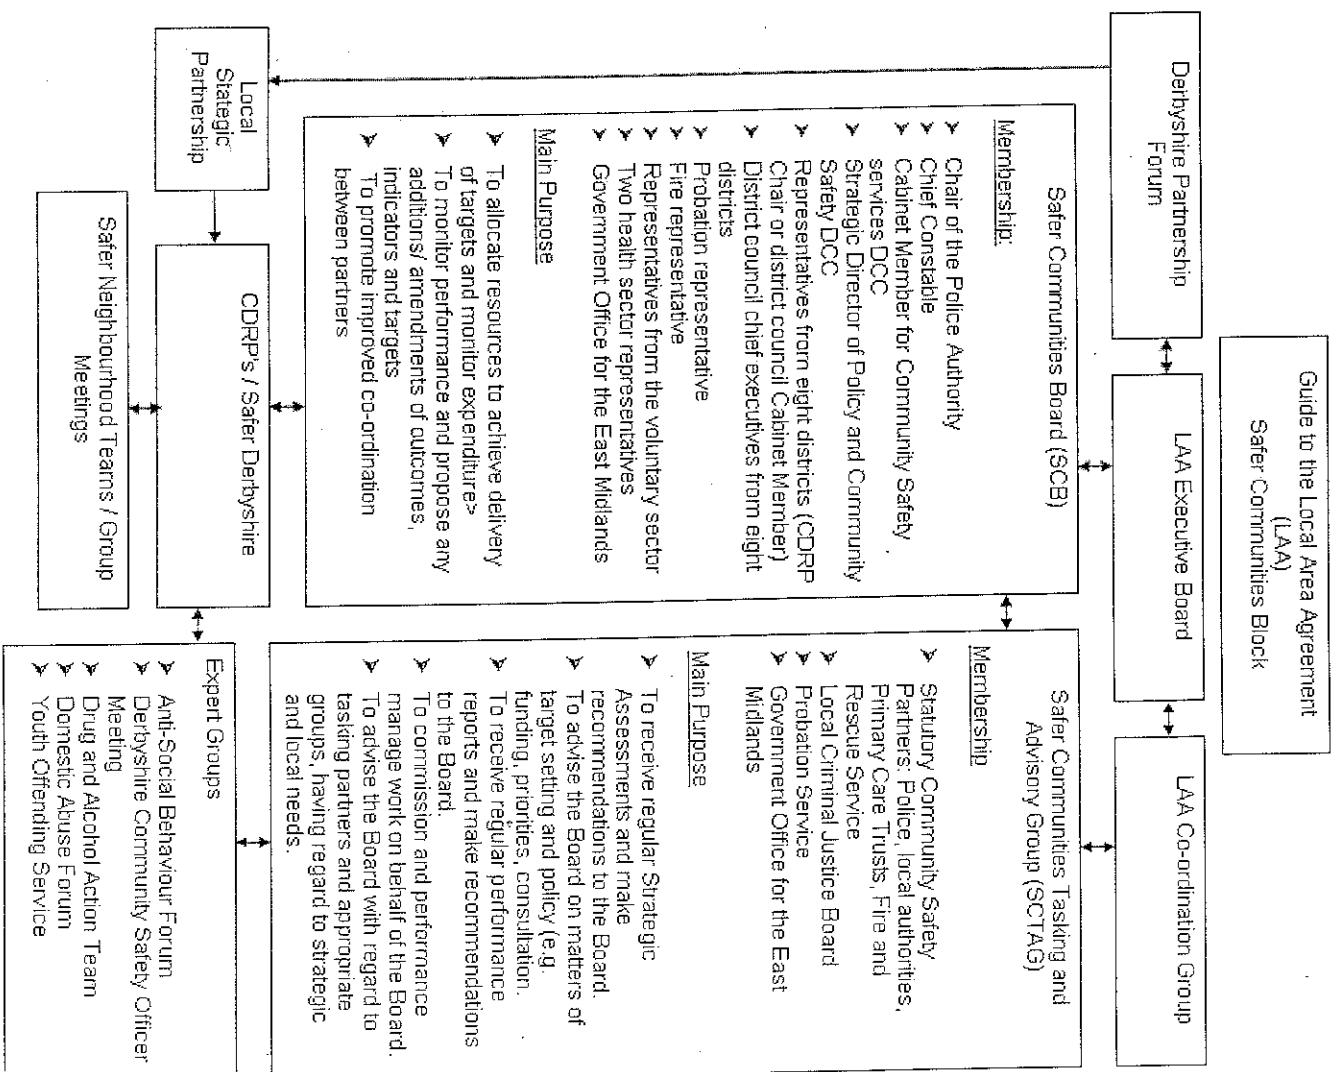 Guide to the Local Area Agreement
(LAA)
Safer Communities Block
Derbyshire Partnership
Forum
LAA Executive Board
LAA Co-ordination Group
Safer Communities Board (SCB)
Membership:
➢ Chair of the Police Authority
➢ Chief Constable
➢ Cabinet Member for Community Safety
services DCC
➢ Strategic Director of Policy and Community
Safety DCC
➢ Representatives from eight districts (CDRP
Chair or district council Cabinet Member)
➢ District council chief executives from eight
districts
➢ Probation representative
➢ Fire representative
➢ Representatives from the voluntary sector
➢ Two health sector representatives
➢ Government Office for the East Midlands
Main Purpose
➢ To allocate resources to achieve delivery
of targets and monitor expenditure>
➢ To monitor performance and propose any
additions/ amendments of outcomes,
indicators and targets
➢ To promote improved co-ordination
between partners
Safer Communities Tasking and
Advisory Group (SCTAG)
Membership
➢ Statutory Community Safety
Partners: Police, local authorities,
Primary Care Trusts, Fire and
Rescue Service
➢ Local Criminal Justice Board
➢ Probation Service
➢ Government Office for the East
Midlands
Main Purpose
➢ To receive regular Strategic
Assessments and make
recommendations to the Board.
➢ To advise the Board on matters of
target setting and policy (e.g.
funding, priorities, consultation.
➢ To receive regular performance
reports and make recommendations
to the Board.
➢ To commission and performance
manage work on behalf of the Board.
➢ To advise the Board with regard to
tasking partners and appropriate
groups, having regard to strategic
and local needs.
Local
Stategic
Partnership
CDRP's / Safer Derbyshire
Safer Neighbourhood Teams / Group
Meetings
Expert Groups
➢ Anti-Social Behaviour Forum
➢ Derbyshire Community Safety Officer
Meeting
➢ Drug and Alcohol Action Team
➢ Domestic Abuse Forum
➢ Youth Offending Service